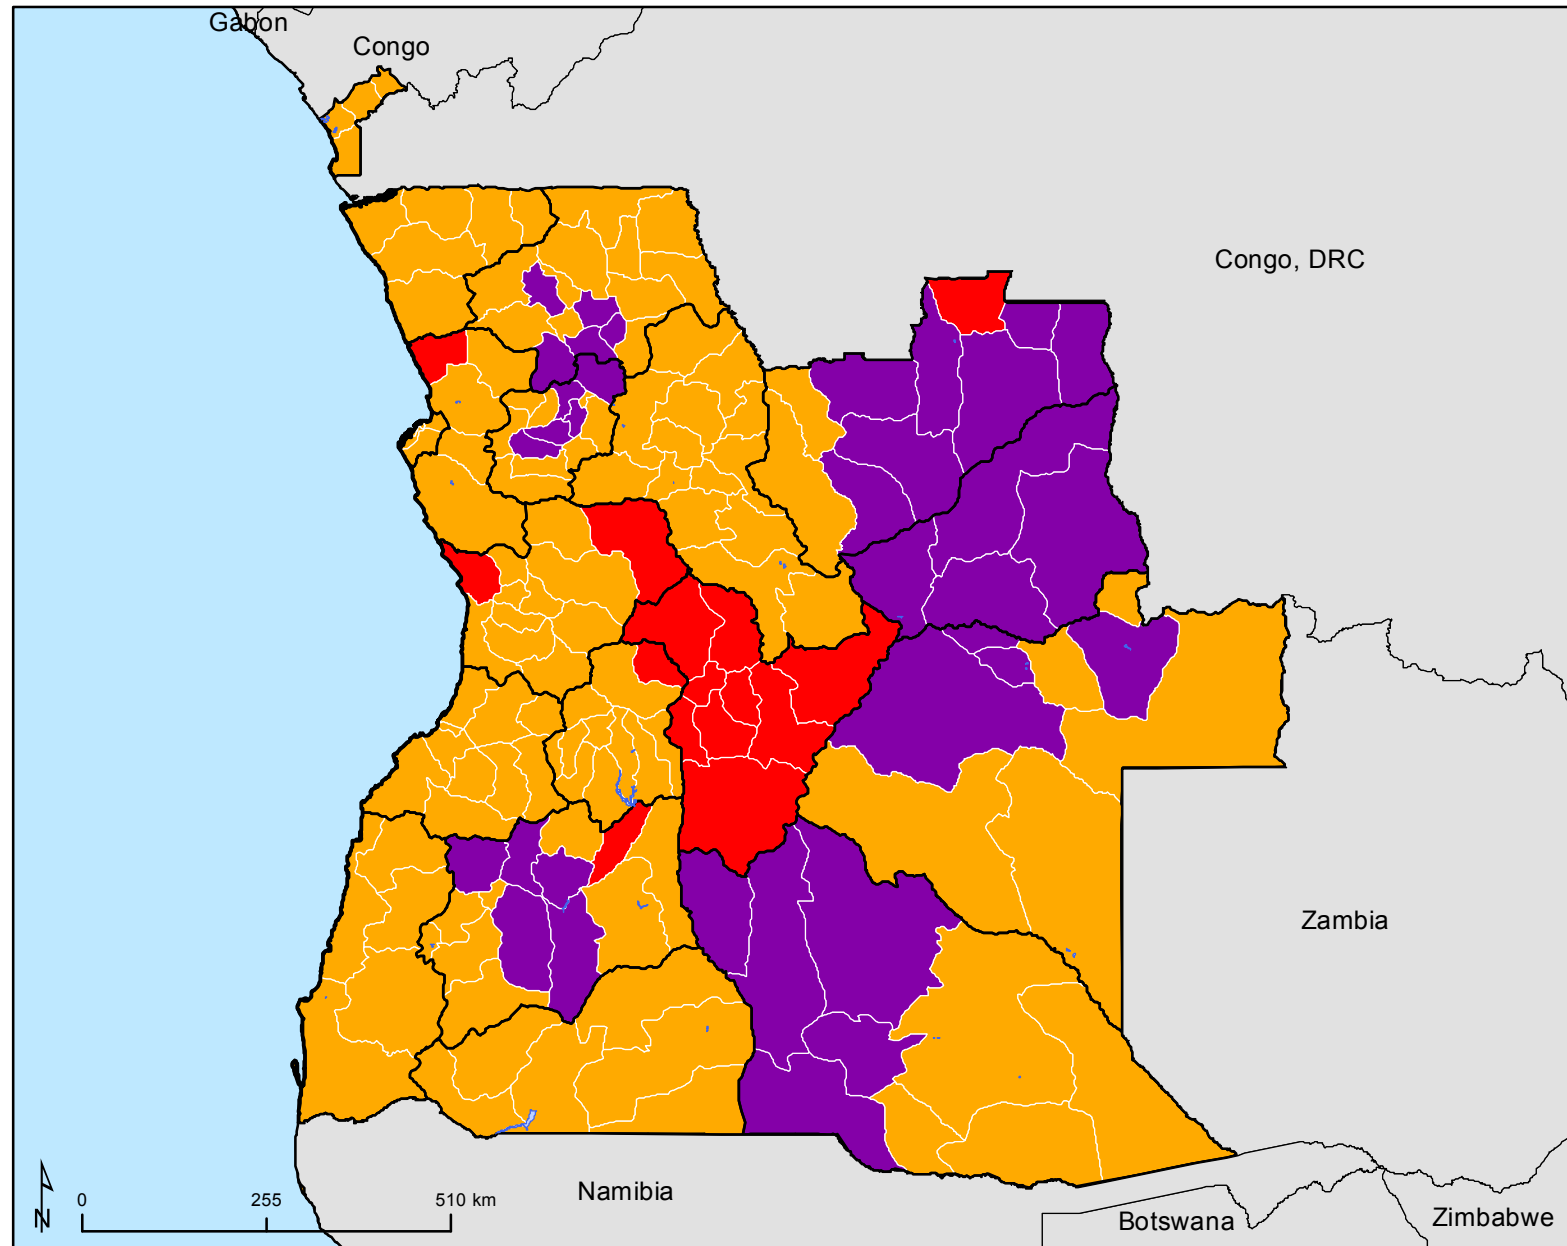 Gabon
Congo
Congo, DRC
Zambia
N
0 255 510 km
Namibia
Botswana
Zimbabwe